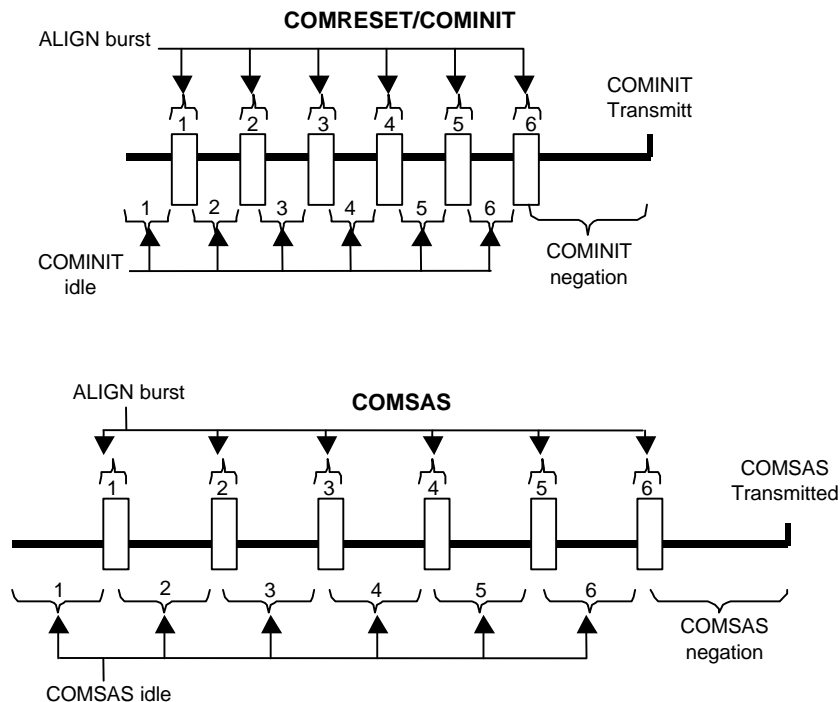 COMRESET/COMINIT
ALIGN burst
COMINIT
Transmitt
1 2 3 4 5 6
1 2 3 4 5 6
COMINIT
idle
COMINIT
negation
ALIGN burst
COMSAS
COMSAS
Transmitted
1 2 3 4 5 6
1 2 3 4 5 6
COMSAS
negation
COMSAS idle